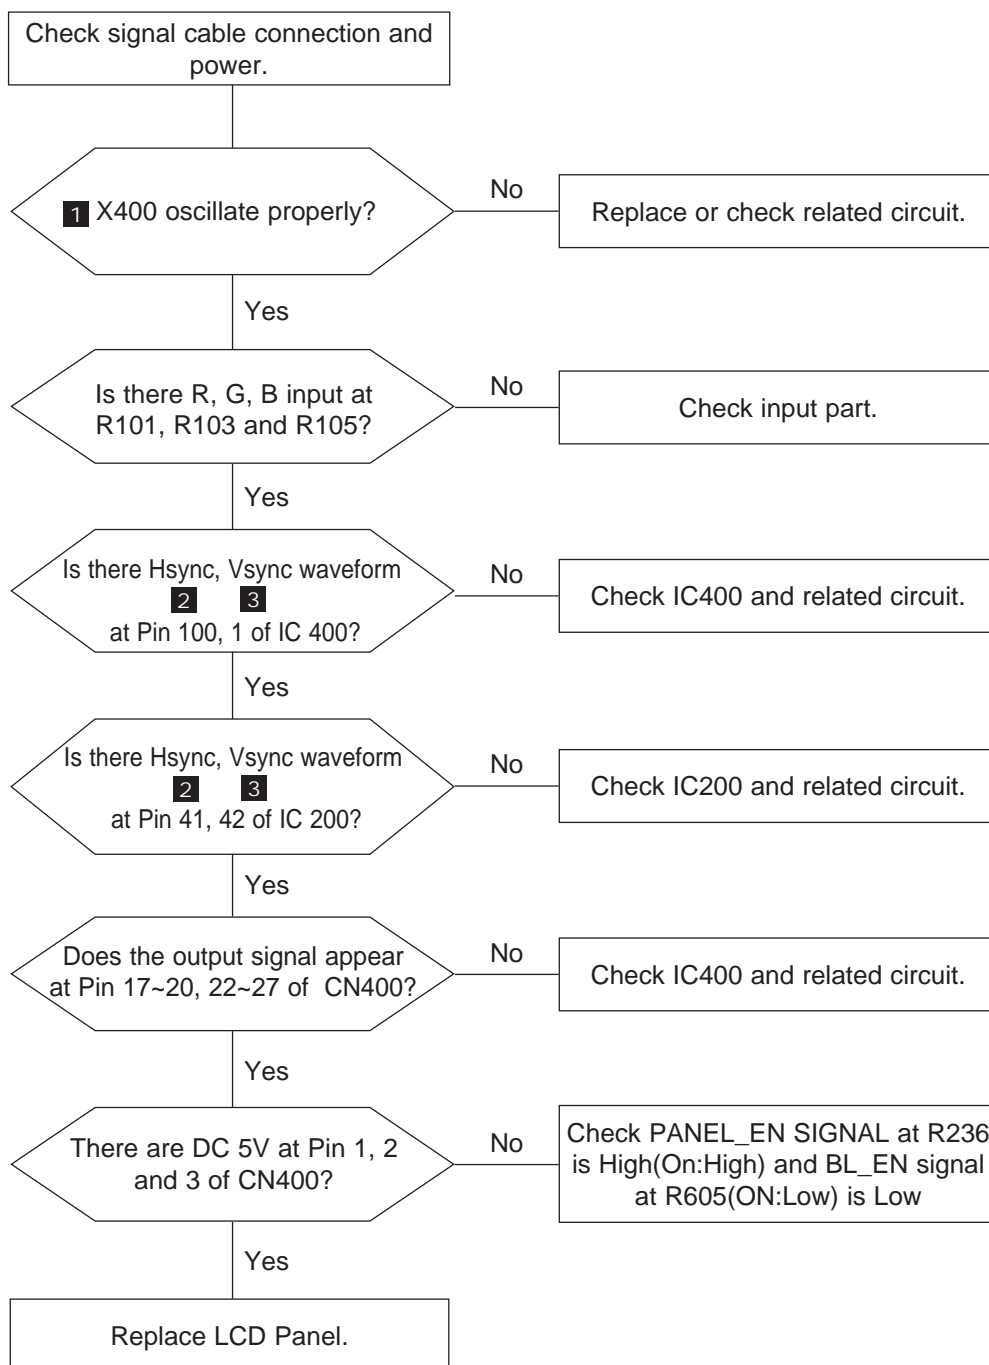 Check signal cable connection and
power.
1 X400 oscillate properly?
No
Replace or check related circuit.
Yes
Is there R, G, B input at
R101, R103 and R105?
No
Check input part.
Yes
Is there Hsync, Vsync waveform
2 3
at Pin 100, 1 of IC 400?
No
Check IC400 and related circuit.
Yes
Is there Hsync, Vsync waveform
2 3
at Pin 41, 42 of IC 200?
No
Check IC200 and related circuit.
Yes
Does the output signal appear
at Pin 17~20, 22~27 of CN400?
No
Check IC400 and related circuit.
Yes
There are DC 5V at Pin 1, 2
and 3 of CN400?
No
Check PANEL_EN SIGNAL at R236
is High(On:High) and BL_EN signal
at R605(ON:Low) is Low
Yes
Replace LCD Panel.